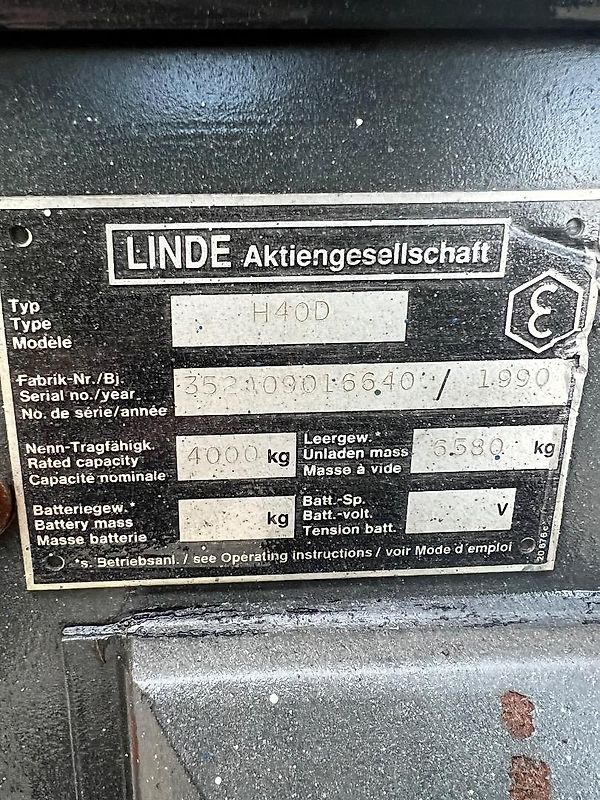 LINDE Aktiengesellschaft
Typ
Type
Modèle
H40D
ε
Fabrik-Nr./Bj.
Serial no./year
No. de série/année
/ 1990
Nenn-Tragfähigk.
Rated capacity
Capacité nominale
4000 kg
Leergew.*
Unladen mass
Masse à vide
6580 kg
Batteriegew.*
Battery mass
Masse batterie
kg
Batt.-Sp.
Batt.-volt.
Tension batt.
V
*s. Betriebsanl. / see Operating instructions / voir Mode d'emploi